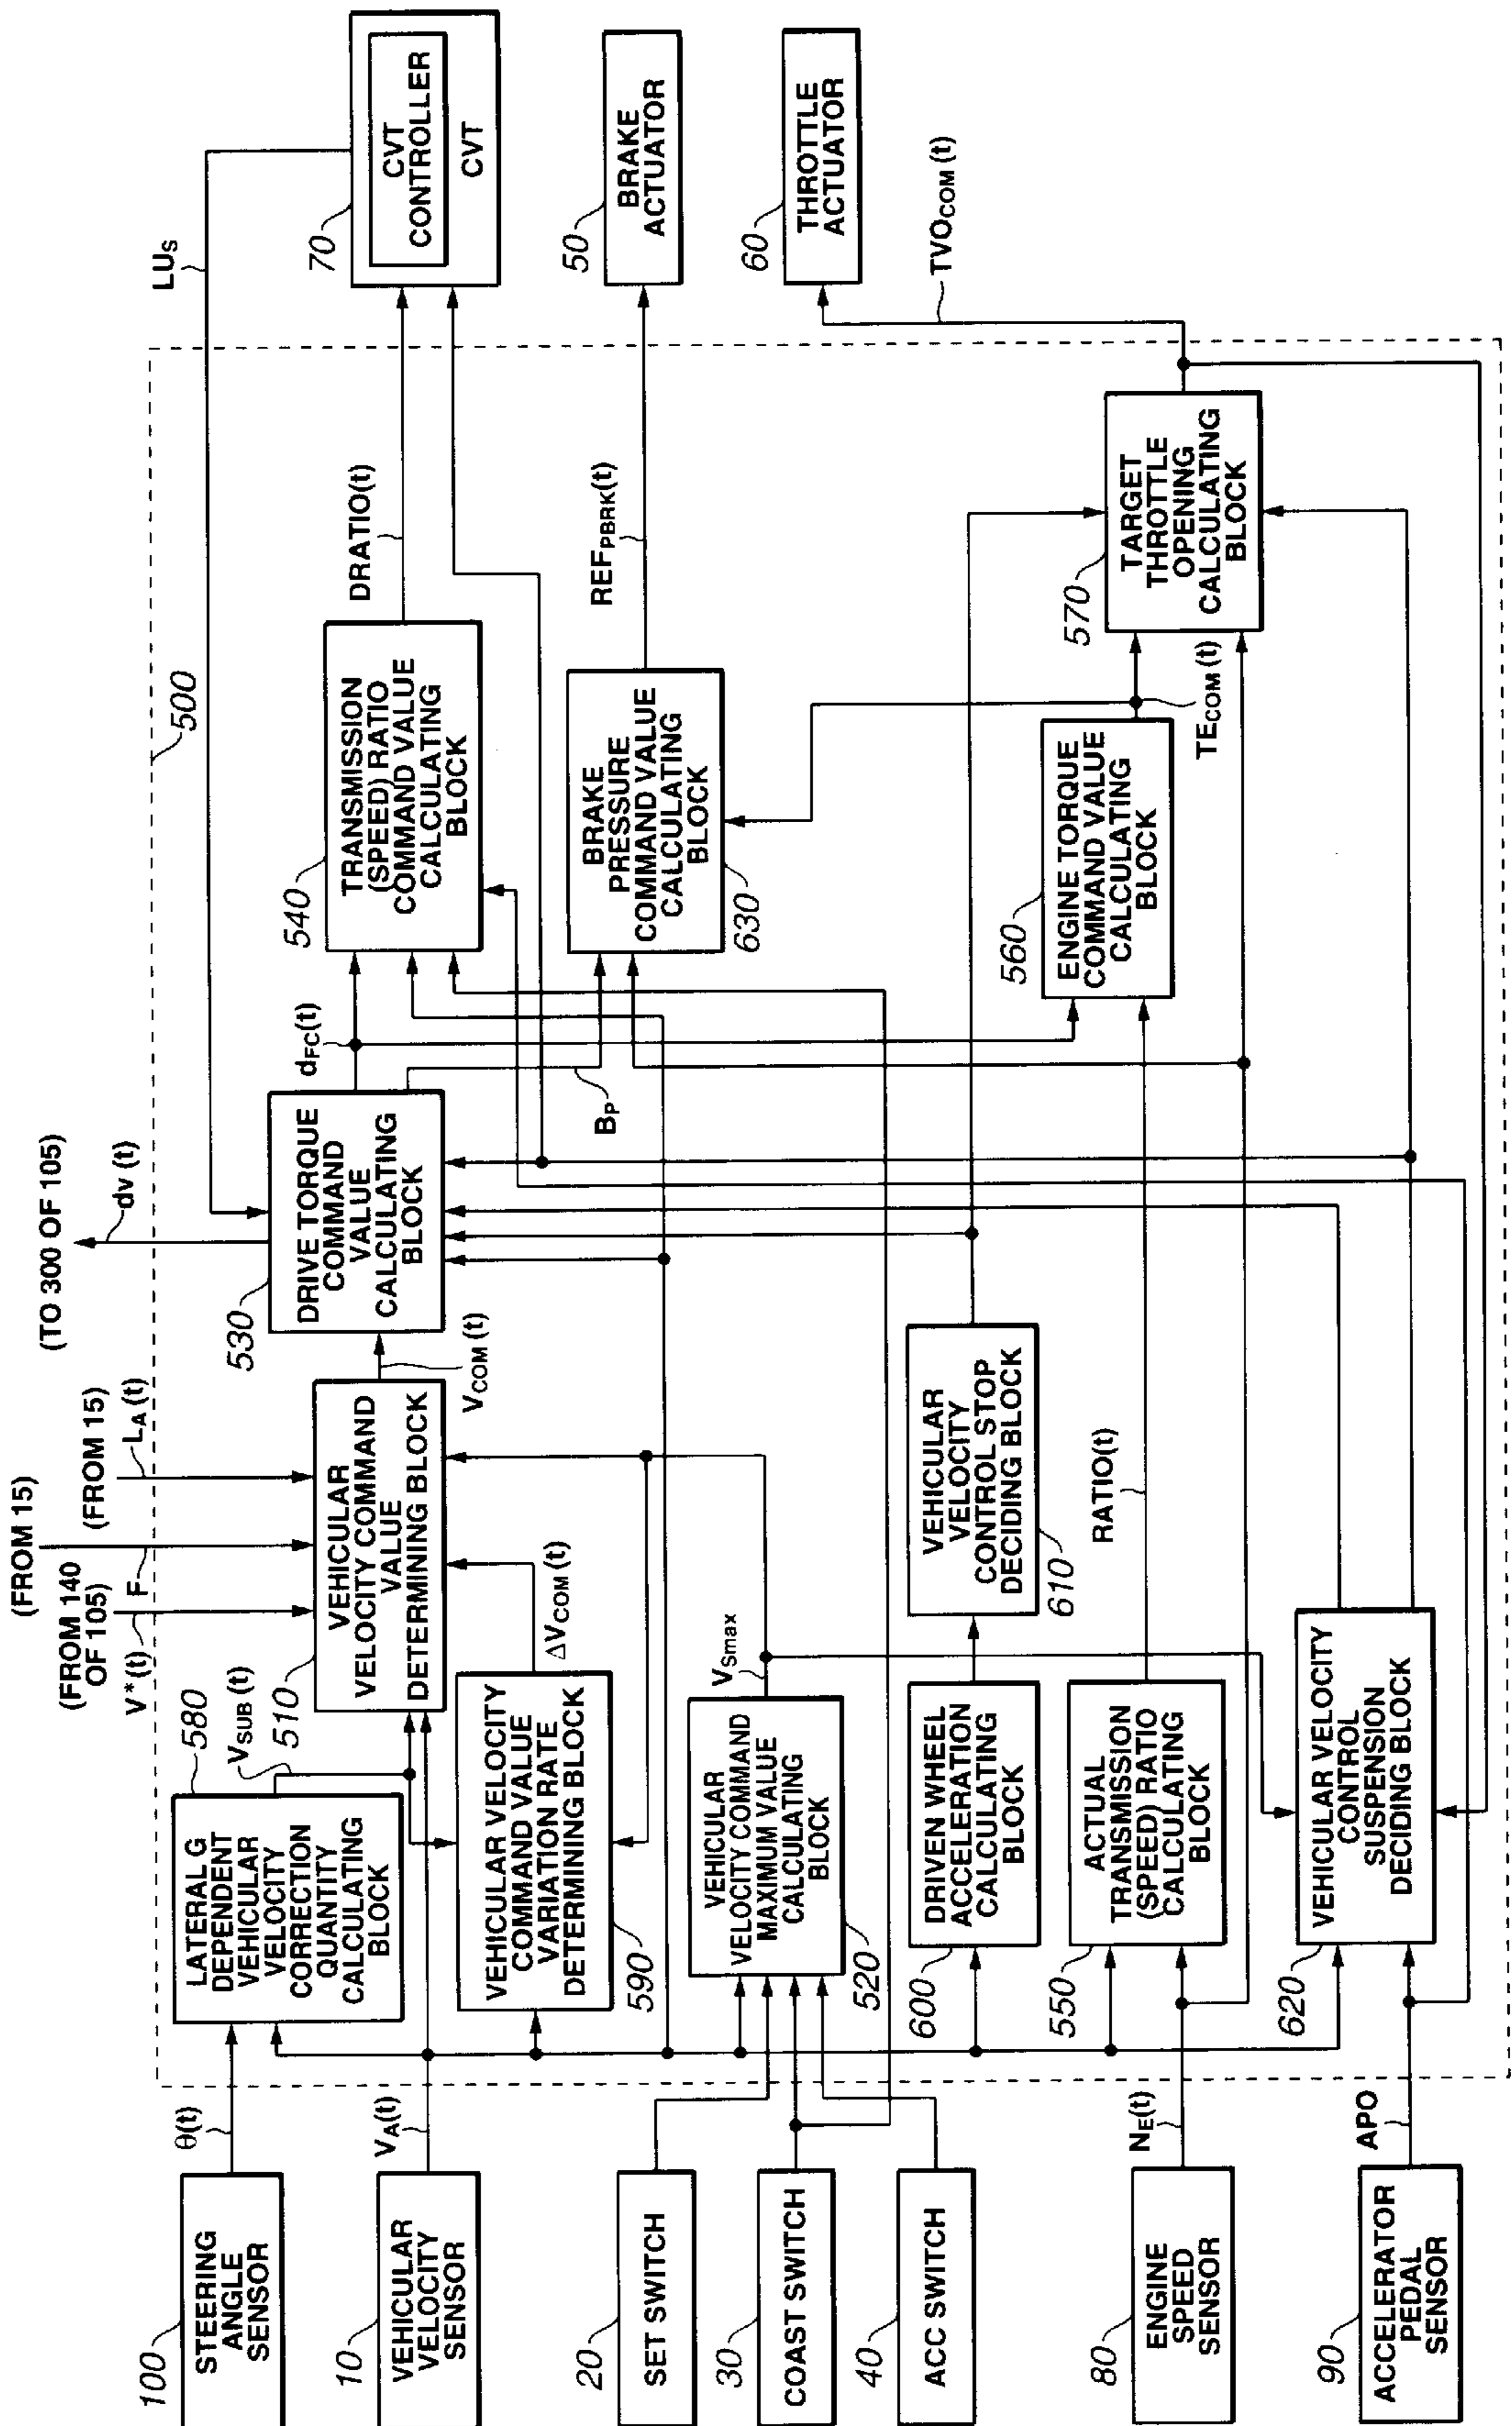 (FROM 15)
(FROM 140
OF 105)
V*(t)
F
(FROM 15)
LA(t)
(TO 300 OF 105)
dv(t)
LUS
500
100
STEERING
ANGLE
SENSOR
θ(t)
580
LATERAL G
DEPENDENT
VEHICULAR
VELOCITY
CORRECTION
QUANTITY
CALCULATING
BLOCK
VSUB(t)
510
VEHICULAR
VELOCITY COMMAND
VALUE
DETERMINING BLOCK
VCOM(t)
530
DRIVE TORQUE
COMMAND
VALUE
CALCULATING
BLOCK
dFC(t)
BP
540
TRANSMISSION
(SPEED) RATIO
COMMAND VALUE
CALCULATING
BLOCK
DRATIO(t)
70
CVT
CONTROLLER
CVT
10
VEHICULAR
VELOCITY
SENSOR
VA(t)
590
VEHICULAR VELOCITY
COMMAND VALUE
VARIATION RATE
DETERMINING BLOCK
ΔVCOM(t)
630
BRAKE
PRESSURE
COMMAND VALUE
CALCULATING
BLOCK
REFPBRK(t)
50
BRAKE
ACTUATOR
20
SET SWITCH
30
COAST SWITCH
40
ACC SWITCH
520
VEHICULAR
VELOCITY COMMAND
MAXIMUM VALUE
CALCULATING
BLOCK
VSmax
600
DRIVEN WHEEL
ACCELERATION
CALCULATING
BLOCK
610
VEHICULAR
VELOCITY
CONTROL STOP
DECIDING BLOCK
60
THROTTLE
ACTUATOR
TVOCOM(t)
80
ENGINE
SPEED
SENSOR
NE(t)
550
ACTUAL
TRANSMISSION
(SPEED) RATIO
CALCULATING
BLOCK
RATIO(t)
560
ENGINE TORQUE
COMMAND VALUE
CALCULATING
BLOCK
TECOM(t)
570
TARGET
THROTTLE
OPENING
CALCULATING
BLOCK
90
ACCELERATOR
PEDAL
SENSOR
APO
620
VEHICULAR VELOCITY
CONTROL
SUSPENSION
DECIDING BLOCK